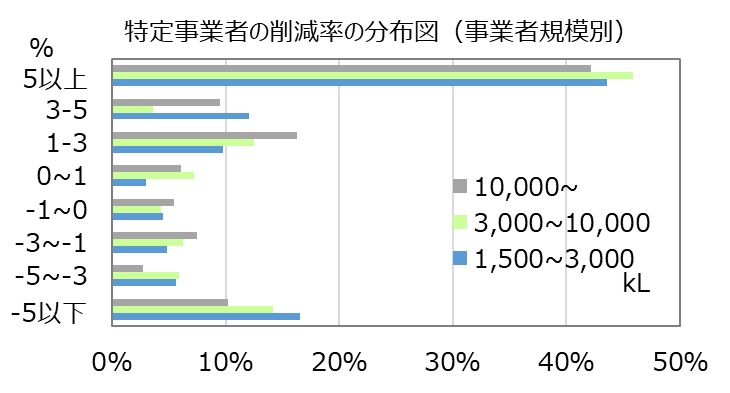 特定事業者の削減率の分布図（事業者規模別）
%
5以上
3-5
1-3
0~1
-1~0
-3~-1
-5~-3
-5以下
10,000~
3,000~10,000
1,500~3,000
kL
0% 10% 20% 30% 40% 50%